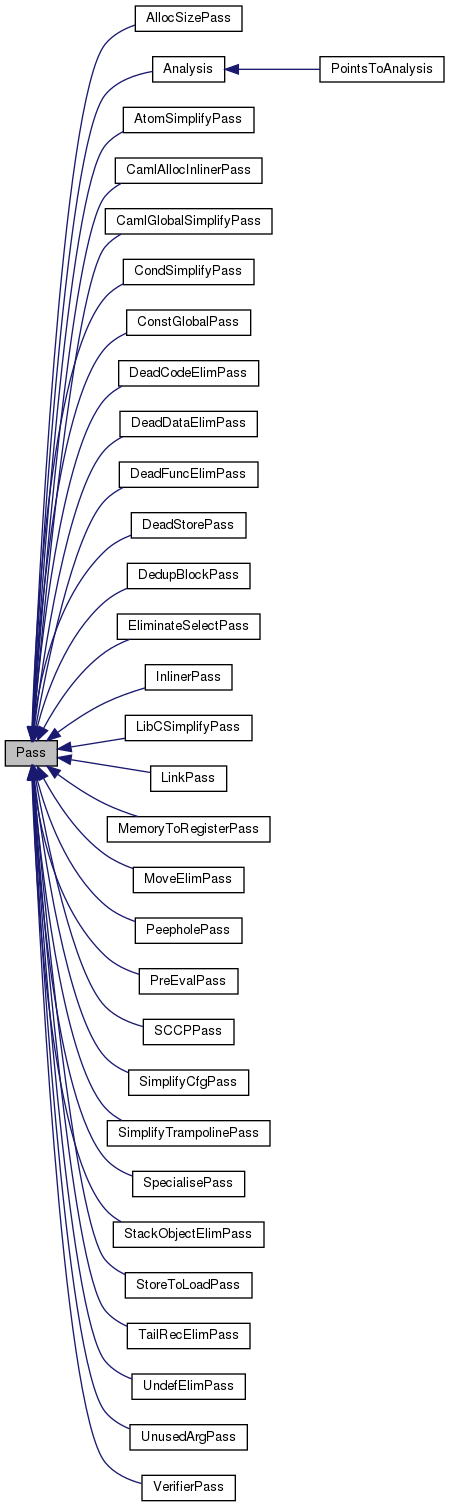 AllocSizePass
Analysis
PointsToAnalysis
AtomSimplifyPass
CamlAllocInlinerPass
CamlGlobalSimplifyPass
CondSimplifyPass
ConstGlobalPass
DeadCodeElimPass
DeadDataElimPass
DeadFuncElimPass
DeadStorePass
DedupBlockPass
EliminateSelectPass
InlinerPass
LibCSimplifyPass
Pass
LinkPass
MemoryToRegisterPass
MoveElimPass
PeepholePass
PreEvalPass
SCCPPass
SimplifyCfgPass
SimplifyTrampolinePass
SpecialisePass
StackObjectElimPass
StoreToLoadPass
TailRecElimPass
UndefElimPass
UnusedArgPass
VerifierPass